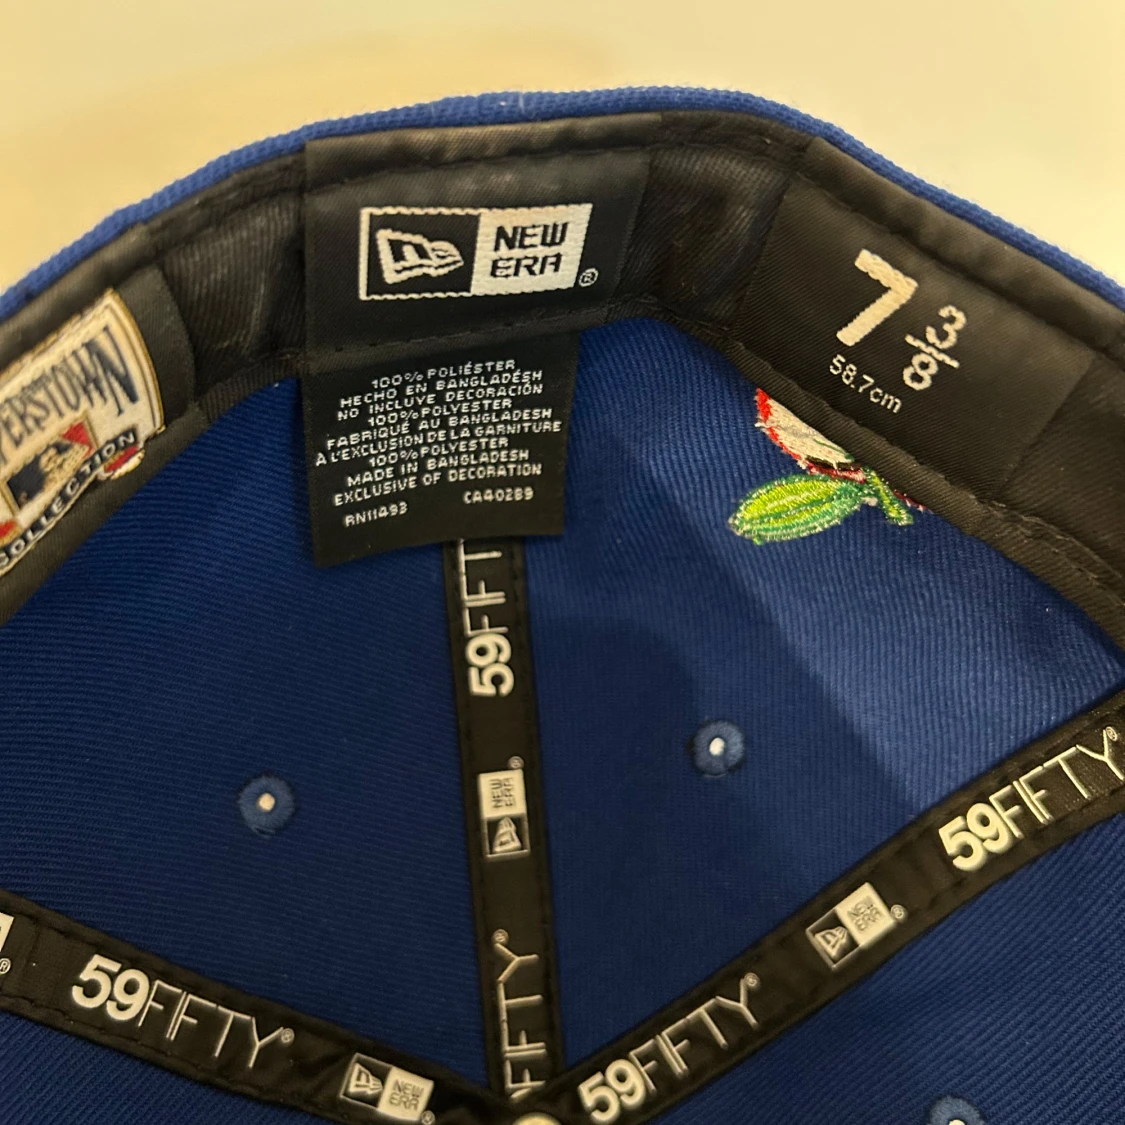 NEW
ERA®
7 3/8
58.7cm
COLLECTION
100% POLIÉSTER
HECHO EN BANGLADÉSH
NO INCLUYE DECORACIÓN
100% POLYESTER
FABRIQUÉ AU BANGLADESH
À L'EXCLUSION DE LA GARNITURE
100% POLYESTER
MADE IN BANGLADESH
EXCLUSIVE OF DECORATION
RN11493 CA40289
59FIFTY
NEW
ERA®
59FIFTY®
NEW
ERA®
FIFTY®
59FIFTY®
NEW
ERA®
59FIFTY®